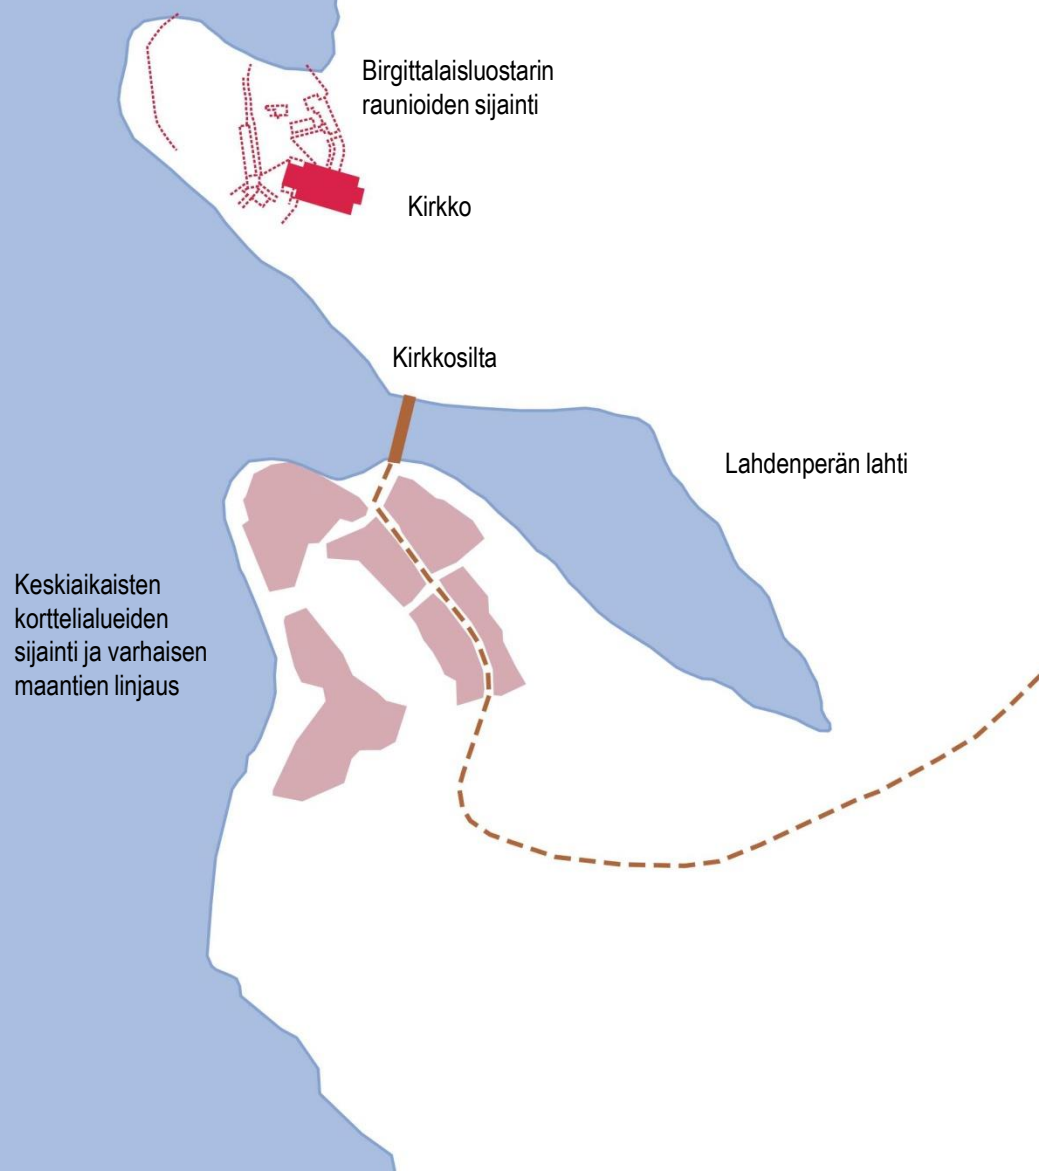 Birgittalaisluostarin
raunioiden sijainti
Kirkko
Kirkkosilta
Lahdenperän lahti
Keskiaikaisten
korttelialueiden
sijainti ja varhaisen
maantien linjaus